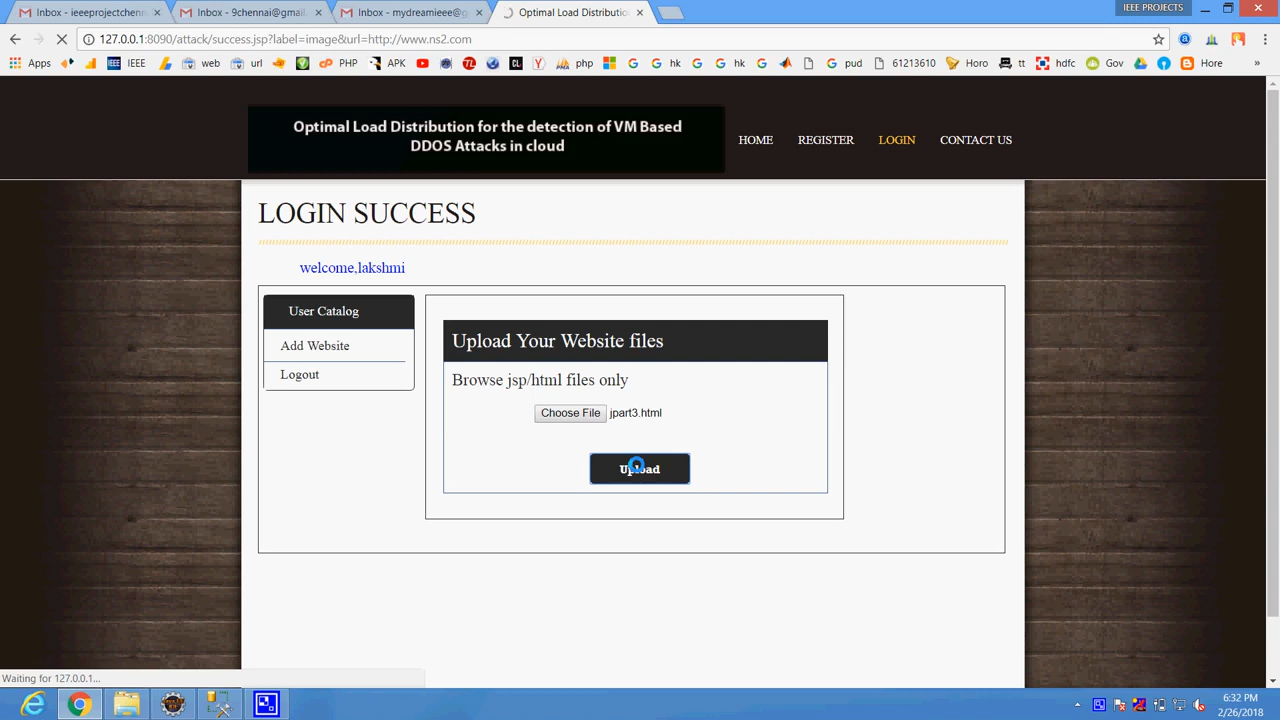 Inbox - ieeeprojectchenn
Inbox - 9chennai@gmail.
Inbox - mydreamieee@g
Optimal Load Distributio
IEEE PROJECTS
127.0.0.1:8090/attack/success.jsp?label=image&url=http://www.ns2.com
Apps
IEEE
web
url
PHP
APK
TL
CL
php
hk
hk
pud
61213610
Horo
tt
hdfc
Gov
Hore
»
Optimal Load Distribution for the detection of VM Based
DDOS Attacks in cloud
HOME
REGISTER
LOGIN
CONTACT US
LOGIN SUCCESS
welcome,lakshmi
User Catalog
Add Website
Logout
Upload Your Website files
Browse jsp/html files only
Choose File jpart3.html
Upload
Waiting for 127.0.0.1...
6:32 PM
2/26/2018